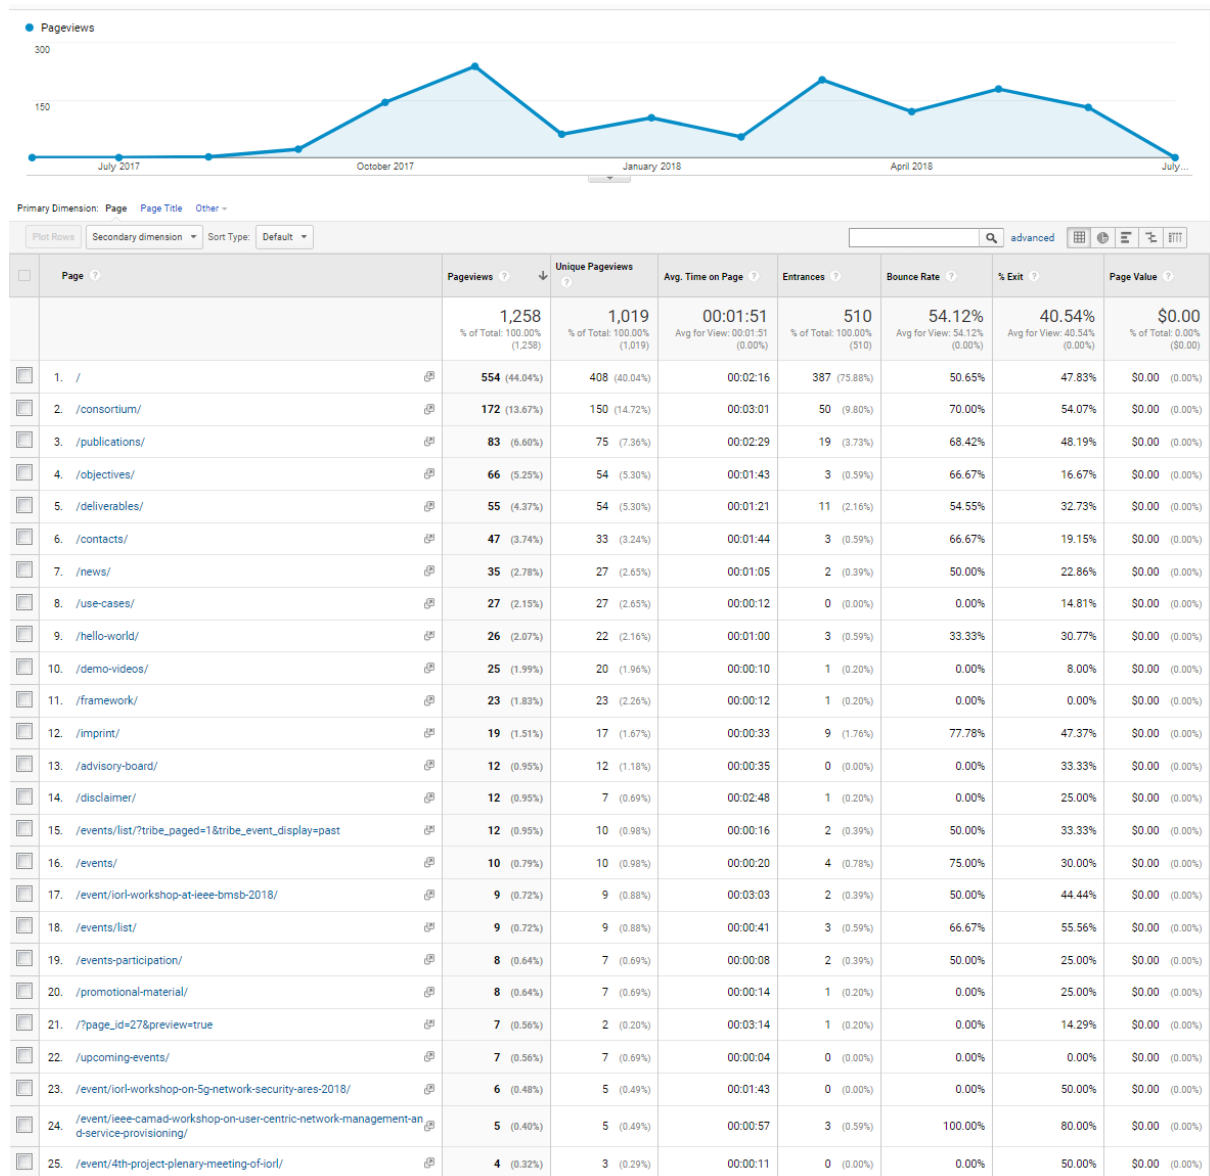 Pageviews
300
150
July 2017 October 2017 January 2018 April 2018 July...
Primary Dimension: Page Page Title Other
Plot Rows Secondary dimension Sort Type: Default advanced
Page Pageviews Unique Pageviews Avg. Time on Page Entrances Bounce Rate % Exit Page Value
1,258 1,019 00:01:51 510 54.12% 40.54% $0.00
% of Total: 100.00% % of Total: 100.00% Avg for View: 00:01:51 % of Total: 100.00% Avg for View: 54.12% Avg for View: 40.54% % of Total: 0.00%
(1,258) (1,019) (0.00%) (510) (0.00%) (0.00%) ($0.00)
1. / 554 (44.04%) 408 (40.04%) 00:02:16 387 (75.88%) 50.65% 47.83% $0.00 (0.00%)
2. /consortium/ 172 (13.67%) 150 (14.72%) 00:03:01 50 (9.80%) 70.00% 54.07% $0.00 (0.00%)
3. /publications/ 83 (6.60%) 75 (7.36%) 00:02:29 19 (3.73%) 68.42% 48.19% $0.00 (0.00%)
4. /objectives/ 66 (5.25%) 54 (5.30%) 00:01:43 3 (0.59%) 66.67% 16.67% $0.00 (0.00%)
5. /deliverables/ 55 (4.37%) 54 (5.30%) 00:01:21 11 (2.16%) 54.55% 32.73% $0.00 (0.00%)
6. /contacts/ 47 (3.74%) 33 (3.24%) 00:01:44 3 (0.59%) 66.67% 19.15% $0.00 (0.00%)
7. /news/ 35 (2.78%) 27 (2.65%) 00:01:05 2 (0.39%) 50.00% 22.86% $0.00 (0.00%)
8. /use-cases/ 27 (2.15%) 27 (2.65%) 00:00:12 0 (0.00%) 0.00% 14.81% $0.00 (0.00%)
9. /hello-world/ 26 (2.07%) 22 (2.16%) 00:01:00 3 (0.59%) 33.33% 30.77% $0.00 (0.00%)
10. /demo-videos/ 25 (1.99%) 20 (1.96%) 00:00:10 1 (0.20%) 0.00% 8.00% $0.00 (0.00%)
11. /framework/ 23 (1.83%) 23 (2.26%) 00:00:12 1 (0.20%) 0.00% 0.00% $0.00 (0.00%)
12. /imprint/ 19 (1.51%) 17 (1.67%) 00:00:33 9 (1.76%) 77.78% 47.37% $0.00 (0.00%)
13. /advisory-board/ 12 (0.95%) 12 (1.18%) 00:00:35 0 (0.00%) 0.00% 33.33% $0.00 (0.00%)
14. /disclaimer/ 12 (0.95%) 7 (0.69%) 00:02:48 1 (0.20%) 0.00% 25.00% $0.00 (0.00%)
15. /events/list/?tribe_paged=1&tribe_event_display=past 12 (0.95%) 10 (0.98%) 00:00:16 2 (0.39%) 50.00% 33.33% $0.00 (0.00%)
16. /events/ 10 (0.79%) 10 (0.98%) 00:00:20 4 (0.78%) 75.00% 30.00% $0.00 (0.00%)
17. /event/iorl-workshop-at-ieee-bmsb-2018/ 9 (0.72%) 9 (0.88%) 00:03:03 2 (0.39%) 50.00% 44.44% $0.00 (0.00%)
18. /events/list/ 9 (0.72%) 9 (0.88%) 00:00:41 3 (0.59%) 66.67% 55.56% $0.00 (0.00%)
19. /events-participation/ 8 (0.64%) 7 (0.69%) 00:00:08 2 (0.39%) 50.00% 25.00% $0.00 (0.00%)
20. /promotional-material/ 8 (0.64%) 7 (0.69%) 00:00:14 1 (0.20%) 0.00% 25.00% $0.00 (0.00%)
21. /?page_id=27&preview=true 7 (0.56%) 2 (0.20%) 00:03:14 1 (0.20%) 0.00% 14.29% $0.00 (0.00%)
22. /upcoming-events/ 7 (0.56%) 7 (0.69%) 00:00:04 0 (0.00%) 0.00% 0.00% $0.00 (0.00%)
23. /event/iorl-workshop-on-5g-network-security-ares-2018/ 6 (0.48%) 5 (0.49%) 00:01:43 0 (0.00%) 0.00% 50.00% $0.00 (0.00%)
24. /event/ieee-camad-workshop-on-user-centric-network-management-an
d-service-provisioning/ 5 (0.40%) 5 (0.49%) 00:00:57 3 (0.59%) 100.00% 80.00% $0.00 (0.00%)
25. /event/4th-project-plenary-meeting-of-iorl/ 4 (0.32%) 3 (0.29%) 00:00:11 0 (0.00%) 0.00% 50.00% $0.00 (0.00%)